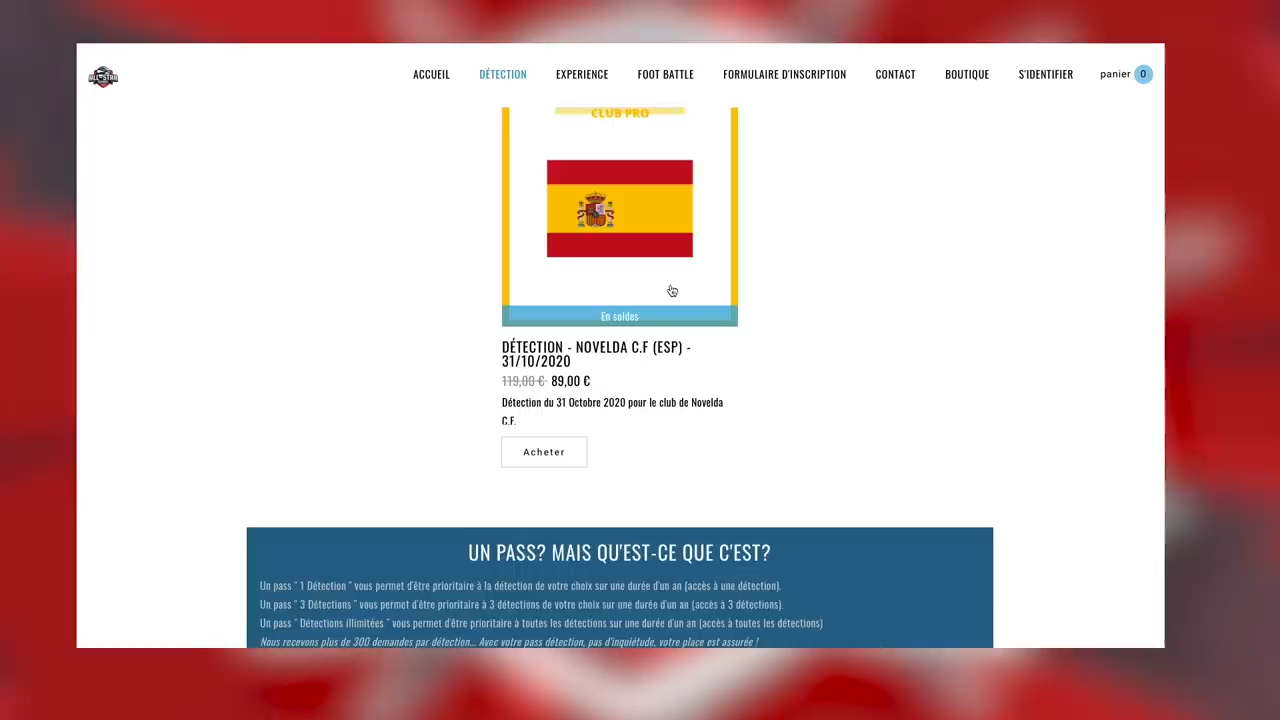 ALL STAR
ACCUEIL DÉTECTION EXPERIENCE FOOT BATTLE FORMULAIRE D'INSCRIPTION CONTACT BOUTIQUE S'IDENTIFIER panier 0
CLUB PRO
En soldes
DÉTECTION - NOVELDA C.F (ESP) -
31/10/2020
119,00 € 89,00 €
Détection du 31 Octobre 2020 pour le club de Novelda
C.F.
Acheter
UN PASS? MAIS QU'EST-CE QUE C'EST?
Un pass " 1 Détection " vous permet d'être prioritaire à la détection de votre choix sur une durée d'un an (accès à une détection).
Un pass " 3 Détections " vous permet d'être prioritaire à 3 détections de votre choix sur une durée d'un an (accès à 3 détections).
Un pass " Détections illimitées " vous permet d'être prioritaire à toutes les détections sur une durée d'un an (accès à toutes les détections)
Nous recevons plus de 300 demandes par détection... Avec votre pass détection, pas d'inquiétude, votre place est assurée !